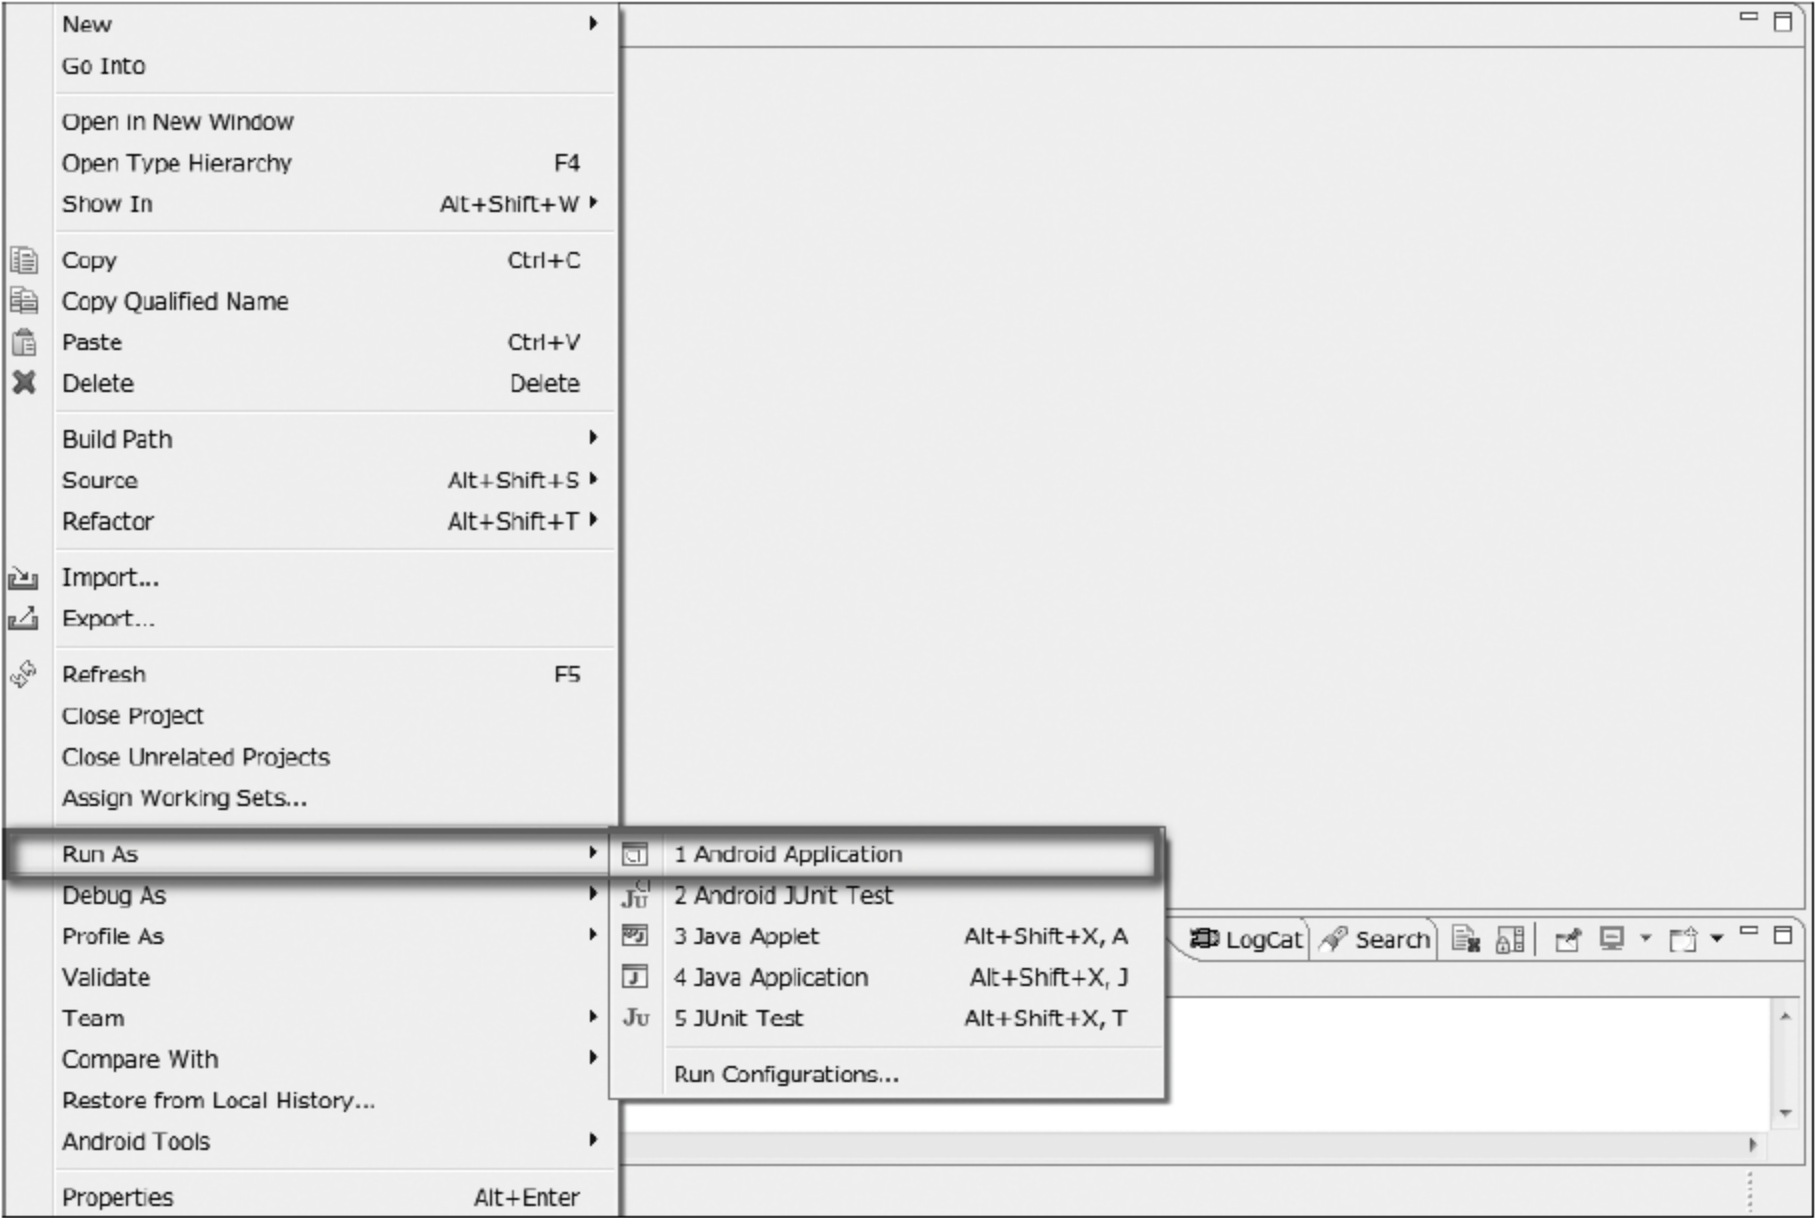 New
Go Into
Open in New Window
Open Type Hierarchy F4
Show In Alt+Shift+W
Copy Ctrl+C
Copy Qualified Name
Paste Ctrl+V
Delete Delete
Build Path
Source Alt+Shift+S
Refactor Alt+Shift+T
Import...
Export...
Refresh F5
Close Project
Close Unrelated Projects
Assign Working Sets...
Run As
Debug As
Profile As
Validate
Team
Compare With
Restore from Local History...
Android Tools
Properties Alt+Enter
1 Android Application
2 Android JUnit Test
3 Java Applet Alt+Shift+X, A
4 Java Application Alt+Shift+X, J
5 JUnit Test Alt+Shift+X, T
Run Configurations...
LogCat Search